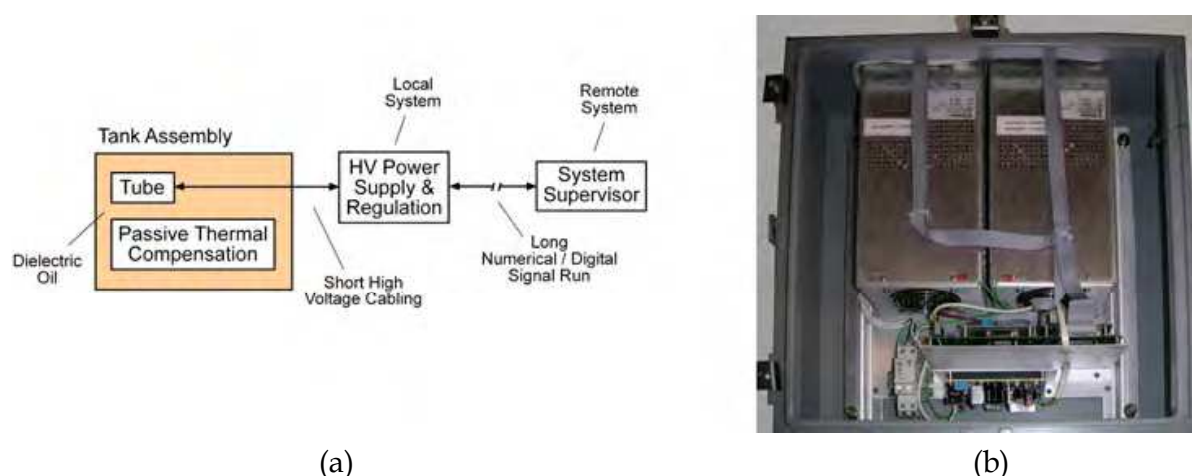 Local
System
Remote
System
Tank Assembly
Tube
HV Power
Supply &
Regulation
System
Supervisor
Passive Thermal
Compensation
Dielectric
Oil
Short High
Voltage Cabling
Long
Numerical / Digital
Signal Run
(a)
(b)